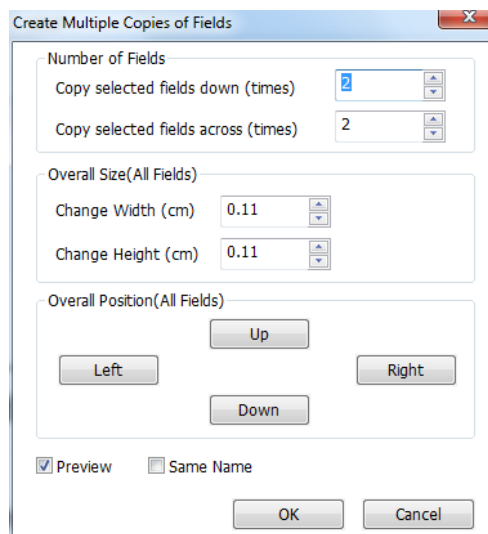 Create Multiple Copies of Fields
Number of Fields
Copy selected fields down (times) 2
Copy selected fields across (times) 2
Overall Size(All Fields)
Change Width (cm) 0.11
Change Height (cm) 0.11
Overall Position(All Fields)
Up
Left Right
Down
Preview Same Name
OK Cancel